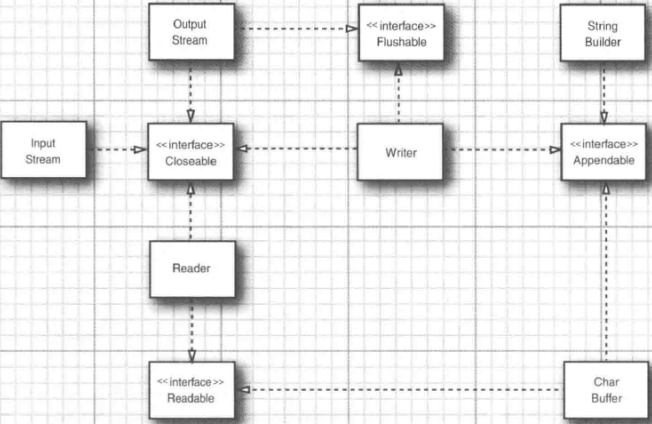 Output
Stream
<<interface>>
Flushable
String
Builder
Input
Stream
<<interface>>
Closeable
Writer
<<interface>>
Appendable
Reader
<<interface>>
Readable
Char
Buffer